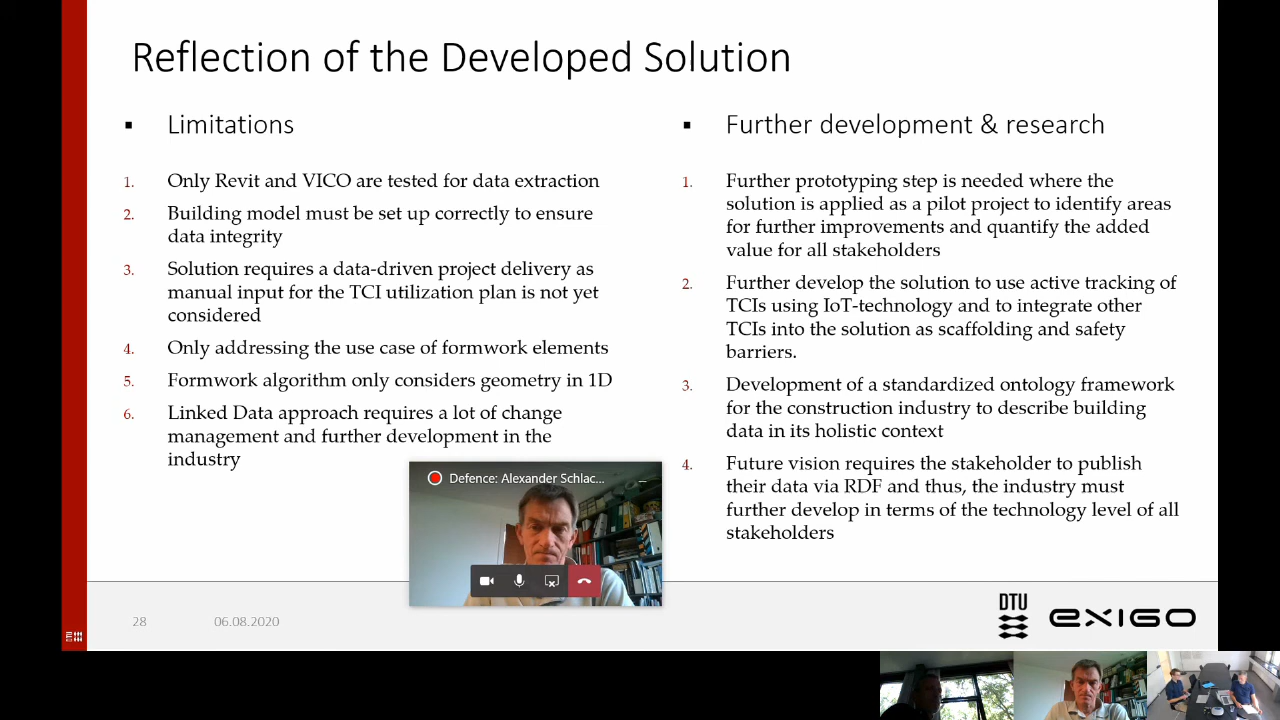 Reflection of the Developed Solution
▪ Limitations
1. Only Revit and VICO are tested for data extraction
2. Building model must be set up correctly to ensure
data integrity
3. Solution requires a data-driven project delivery as
manual input for the TCI utilization plan is not yet
considered
4. Only addressing the use case of formwork elements
5. Formwork algorithm only considers geometry in 1D
6. Linked Data approach requires a lot of change
management and further development in the
industry
▪ Further development & research
1. Further prototyping step is needed where the
solution is applied as a pilot project to identify areas
for further improvements and quantify the added
value for all stakeholders
2. Further develop the solution to use active tracking of
TCIs using IoT-technology and to integrate other
TCIs into the solution as scaffolding and safety
barriers.
3. Development of a standardized ontology framework
for the construction industry to describe building
data in its holistic context
4. Future vision requires the stakeholder to publish
their data via RDF and thus, the industry must
further develop in terms of the technology level of all
stakeholders
Defence: Alexander Schlac...
28 06.08.2020
DTU
EXIGO
DTU